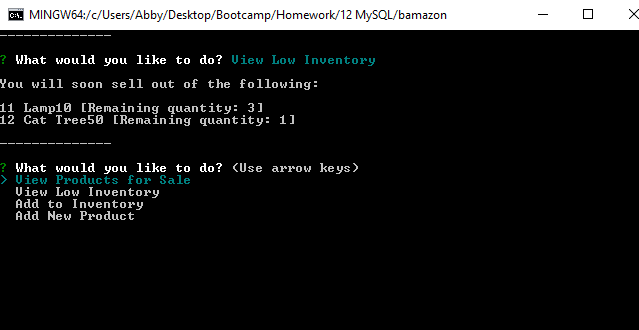 MINGW64:/c/Users/Abby/Desktop/Bootcamp/Homework/12 MySQL/bamazon
--------------
? What would you like to do? View Low Inventory
You will soon sell out of the following:
11 Lamp10 [Remaining quantity: 3]
12 Cat Tree50 [Remaining quantity: 1]
--------------
? What would you like to do? (Use arrow keys)
> View Products for Sale
View Low Inventory
Add to Inventory
Add New Product